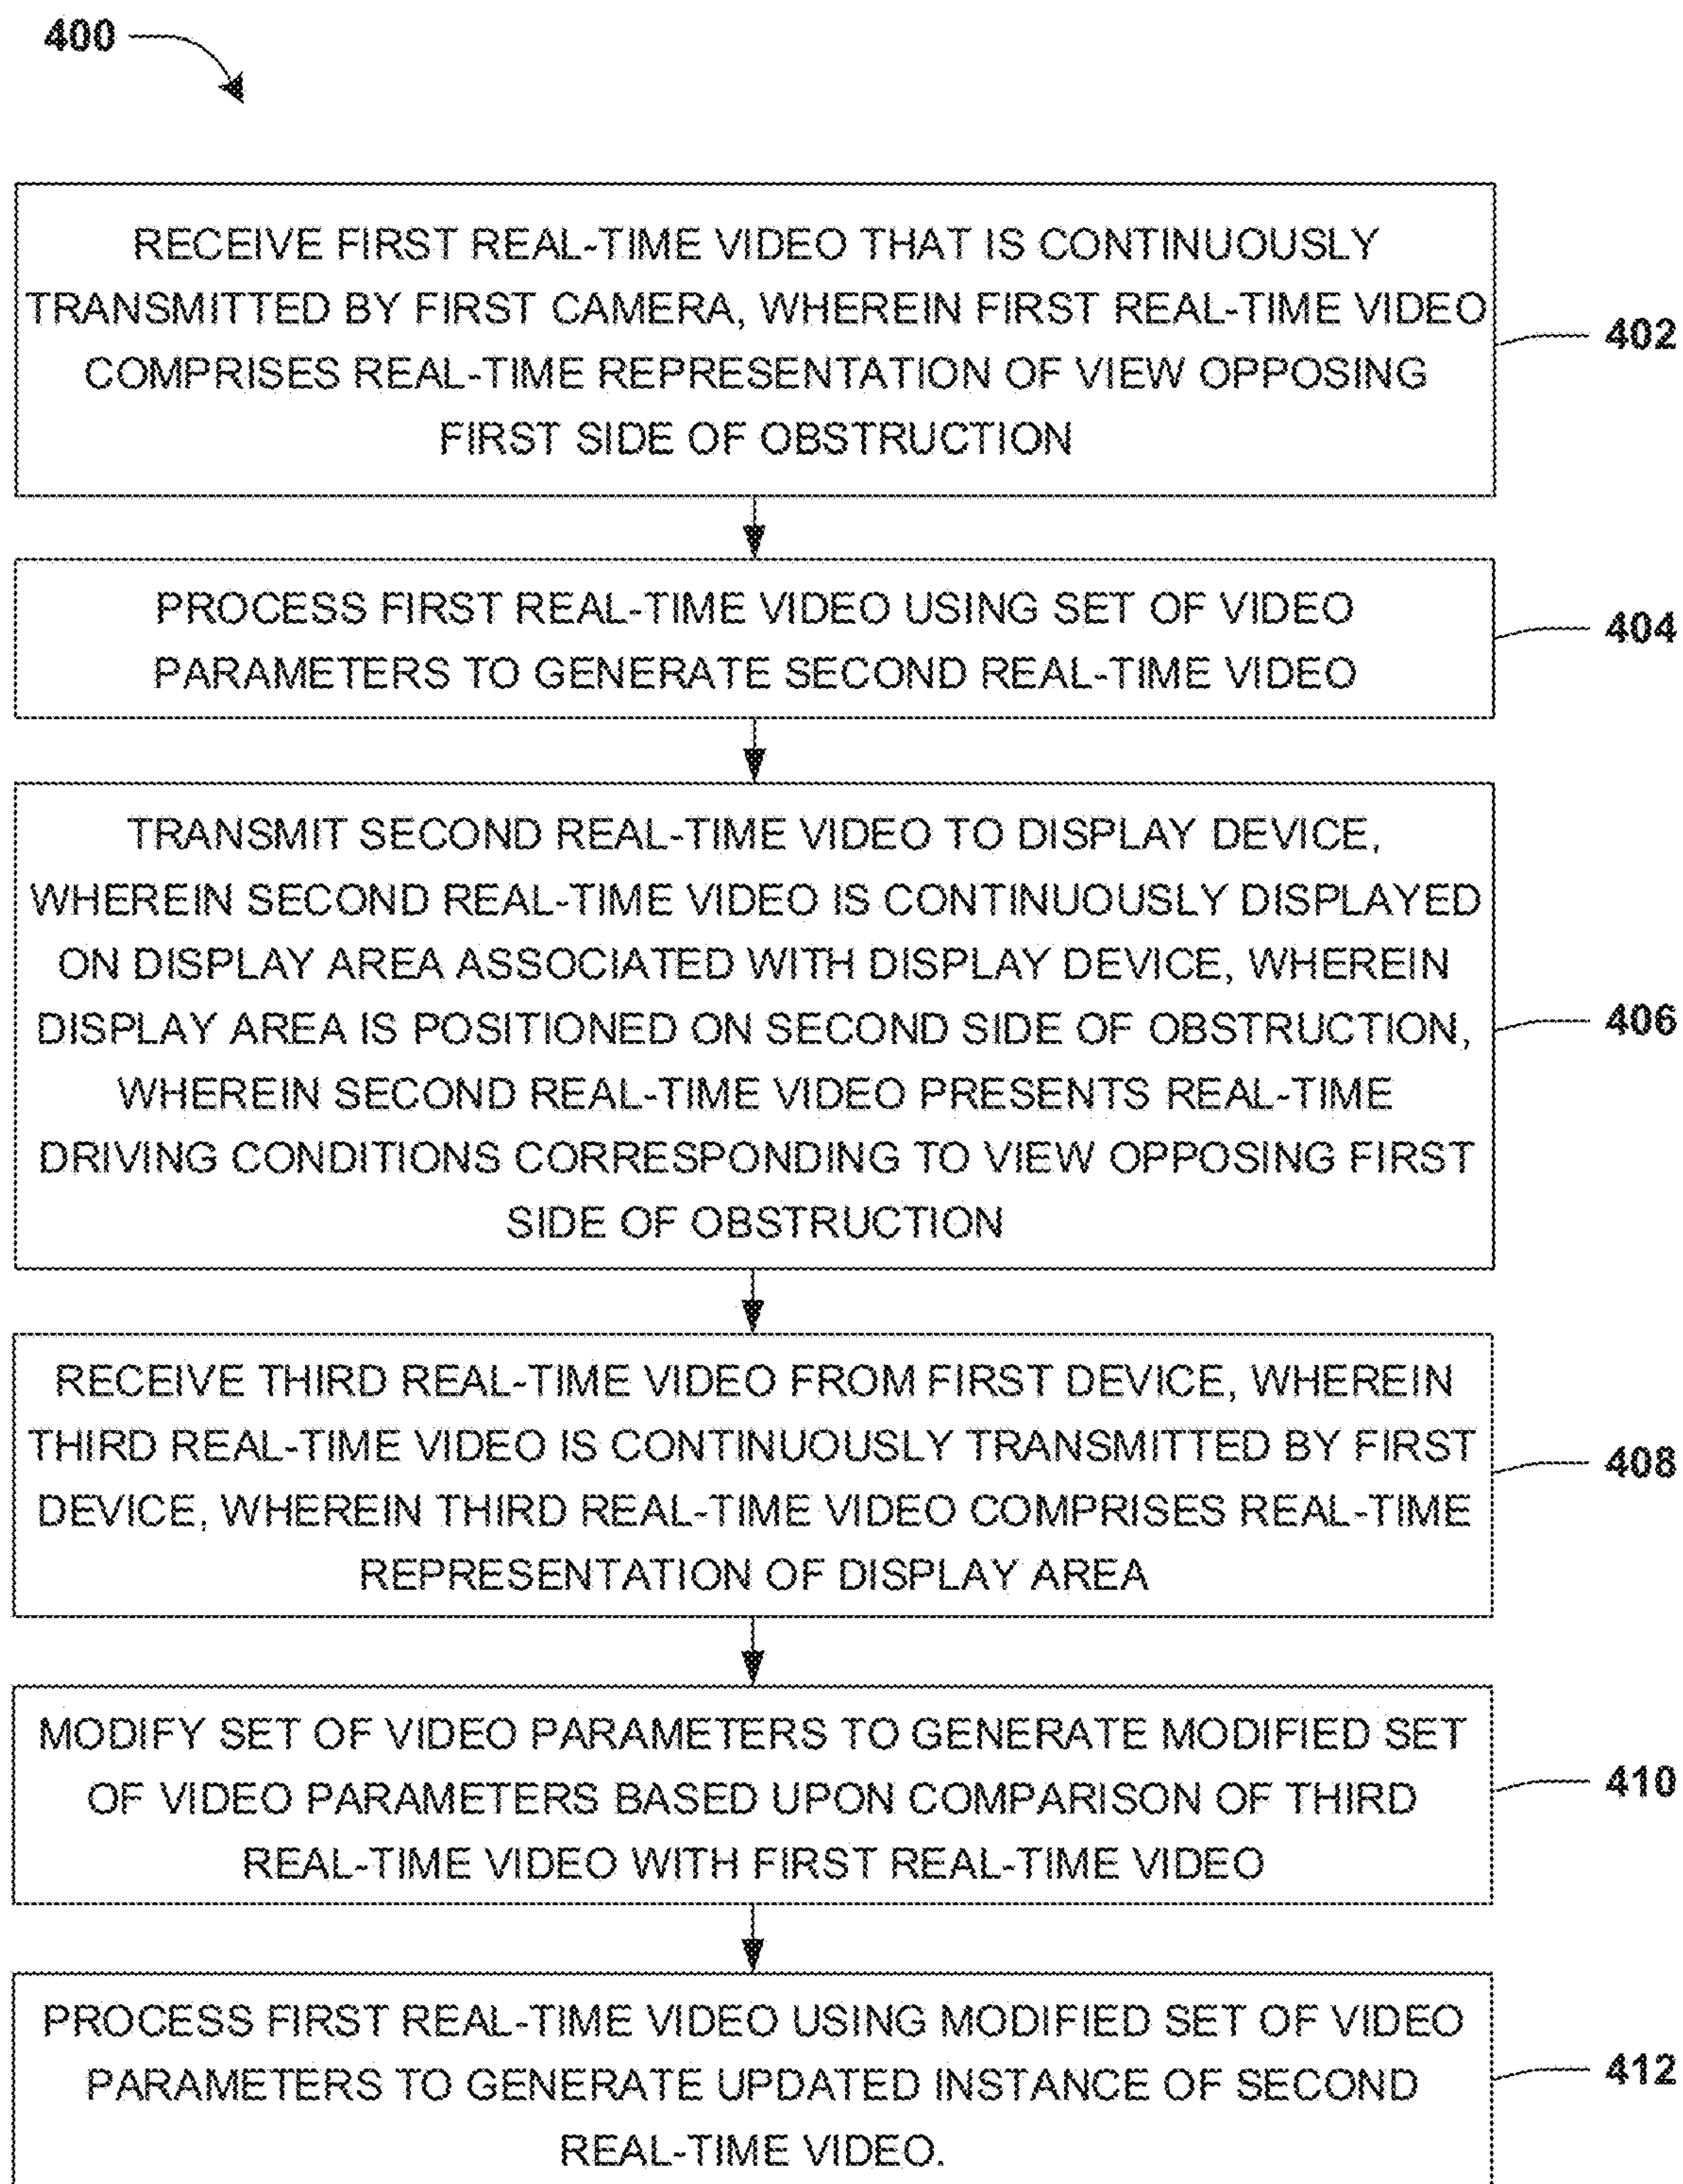 400
RECEIVE FIRST REAL-TIME VIDEO THAT IS CONTINUOUSLY
TRANSMITTED BY FIRST CAMERA, WHEREIN FIRST REAL-TIME VIDEO
COMPRISES REAL-TIME REPRESENTATION OF VIEW OPPOSING
FIRST SIDE OF OBSTRUCTION
402
PROCESS FIRST REAL-TIME VIDEO USING SET OF VIDEO
PARAMETERS TO GENERATE SECOND REAL-TIME VIDEO
404
TRANSMIT SECOND REAL-TIME VIDEO TO DISPLAY DEVICE,
WHEREIN SECOND REAL-TIME VIDEO IS CONTINUOUSLY DISPLAYED
ON DISPLAY AREA ASSOCIATED WITH DISPLAY DEVICE, WHEREIN
DISPLAY AREA IS POSITIONED ON SECOND SIDE OF OBSTRUCTION,
WHEREIN SECOND REAL-TIME VIDEO PRESENTS REAL-TIME
DRIVING CONDITIONS CORRESPONDING TO VIEW OPPOSING FIRST
SIDE OF OBSTRUCTION
406
RECEIVE THIRD REAL-TIME VIDEO FROM FIRST DEVICE, WHEREIN
THIRD REAL-TIME VIDEO IS CONTINUOUSLY TRANSMITTED BY FIRST
DEVICE, WHEREIN THIRD REAL-TIME VIDEO COMPRISES REAL-TIME
REPRESENTATION OF DISPLAY AREA
408
MODIFY SET OF VIDEO PARAMETERS TO GENERATE MODIFIED SET
OF VIDEO PARAMETERS BASED UPON COMPARISON OF THIRD
REAL-TIME VIDEO WITH FIRST REAL-TIME VIDEO
410
PROCESS FIRST REAL-TIME VIDEO USING MODIFIED SET OF VIDEO
PARAMETERS TO GENERATE UPDATED INSTANCE OF SECOND
REAL-TIME VIDEO.
412